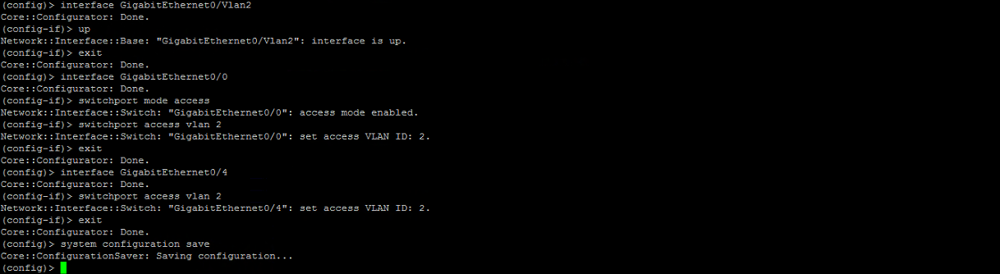 (config)> interface GigabitEthernet0/Vlan2
Core::Configurator: Done.
(config-if)> up
Network::Interface::Base: "GigabitEthernet0/Vlan2": interface is up.
(config-if)> exit
Core::Configurator: Done.
(config)> interface GigabitEthernet0/0
Core::Configurator: Done.
(config-if)> switchport mode access
Network::Interface::Switch: "GigabitEthernet0/0": access mode enabled.
(config-if)> switchport access vlan 2
Network::Interface::Switch: "GigabitEthernet0/0": set access VLAN ID: 2.
(config-if)> exit
Core::Configurator: Done.
(config)> interface GigabitEthernet0/4
Core::Configurator: Done.
(config-if)> switchport access vlan 2
Network::Interface::Switch: "GigabitEthernet0/4": set access VLAN ID: 2.
(config-if)> exit
Core::Configurator: Done.
(config)> system configuration save
Core::ConfigurationSaver: Saving configuration...
(config)>